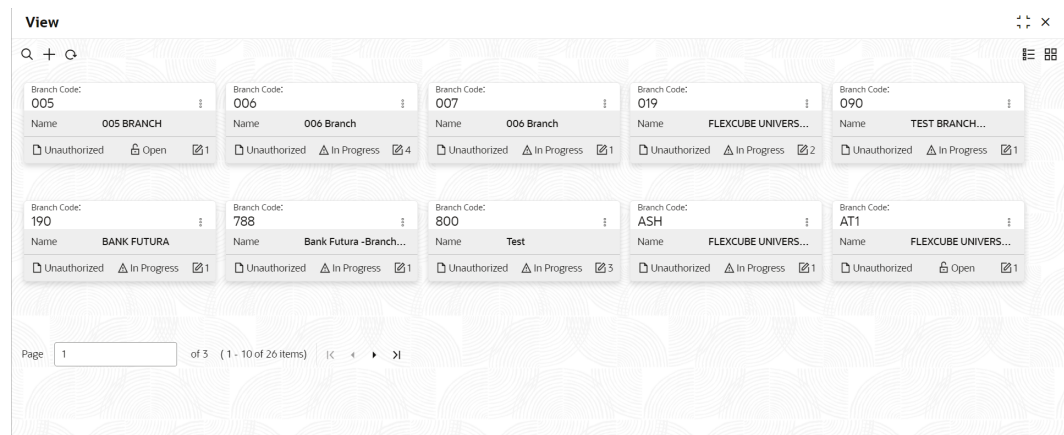 View
Branch Code:
005
Name 005 BRANCH
Unauthorized Open 1
Branch Code:
006
Name 006 Branch
Unauthorized In Progress 4
Branch Code:
007
Name 006 Branch
Unauthorized In Progress 1
Branch Code:
019
Name FLEXCUBE UNIVERS...
Unauthorized In Progress 2
Branch Code:
090
Name TEST BRANCH...
Unauthorized In Progress 1
Branch Code:
190
Name BANK FUTURA
Unauthorized In Progress 1
Branch Code:
788
Name Bank Futura -Branch...
Unauthorized In Progress 1
Branch Code:
800
Name Test
Unauthorized In Progress 3
Branch Code:
ASH
Name FLEXCUBE UNIVERS...
Unauthorized In Progress 1
Branch Code:
AT1
Name FLEXCUBE UNIVERS...
Unauthorized Open 1
Page 1 of 3 ( 1 - 10 of 26 items)